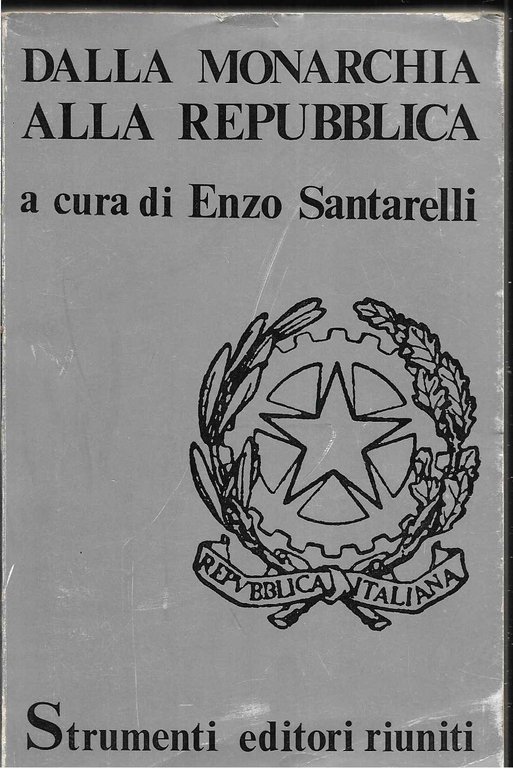 DALLA MONARCHIA
ALLA REPUBBLICA
a cura di Enzo Santarelli
REPVBBLICA ITALIANA
Strumenti editori riuniti